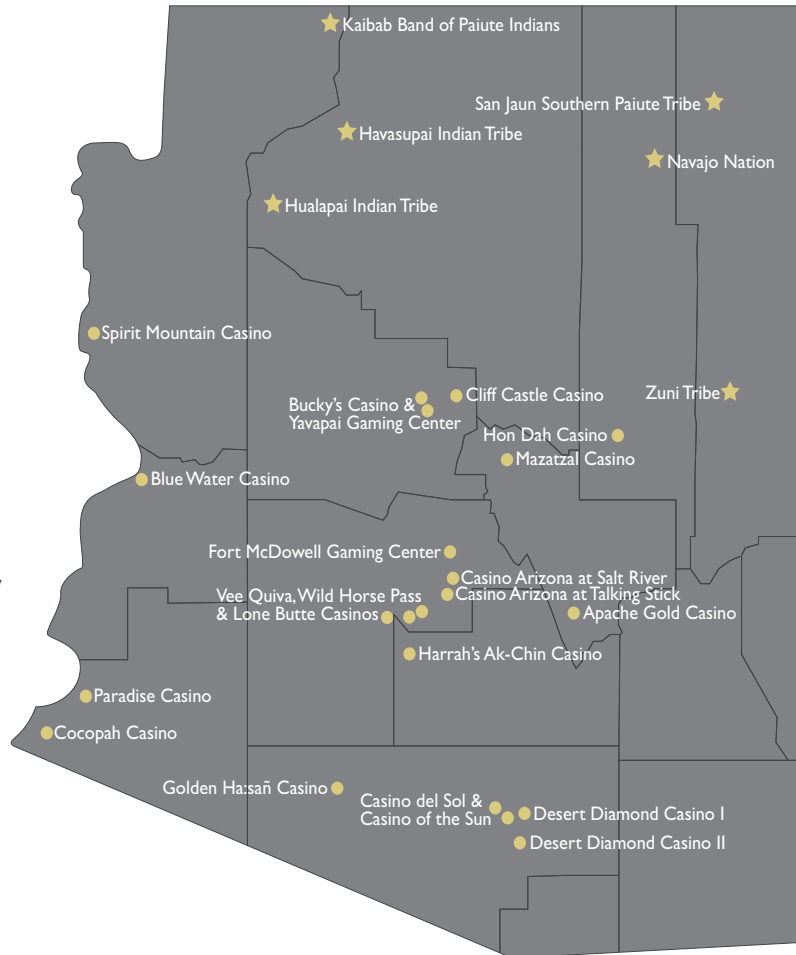 Kaibab Band of Paiute Indians
San Jaun Southern Paiute Tribe
Havasupai Indian Tribe
Navajo Nation
Hualapai Indian Tribe
Spirit Mountain Casino
Cliff Castle Casino
Zuni Tribe
Bucky's Casino &
Yavapai Gaming Center
Hon Dah Casino
Mazatzal Casino
Blue Water Casino
Fort McDowell Gaming Center
Casino Arizona at Salt River
Casino Arizona at Talking Stick
Vee Quiva, Wild Horse Pass
& Lone Butte Casinos
Apache Gold Casino
Harrah's Ak-Chin Casino
Paradise Casino
Cocopah Casino
Golden Ha:sañ Casino
Casino del Sol &
Casino of the Sun
Desert Diamond Casino I
Desert Diamond Casino II